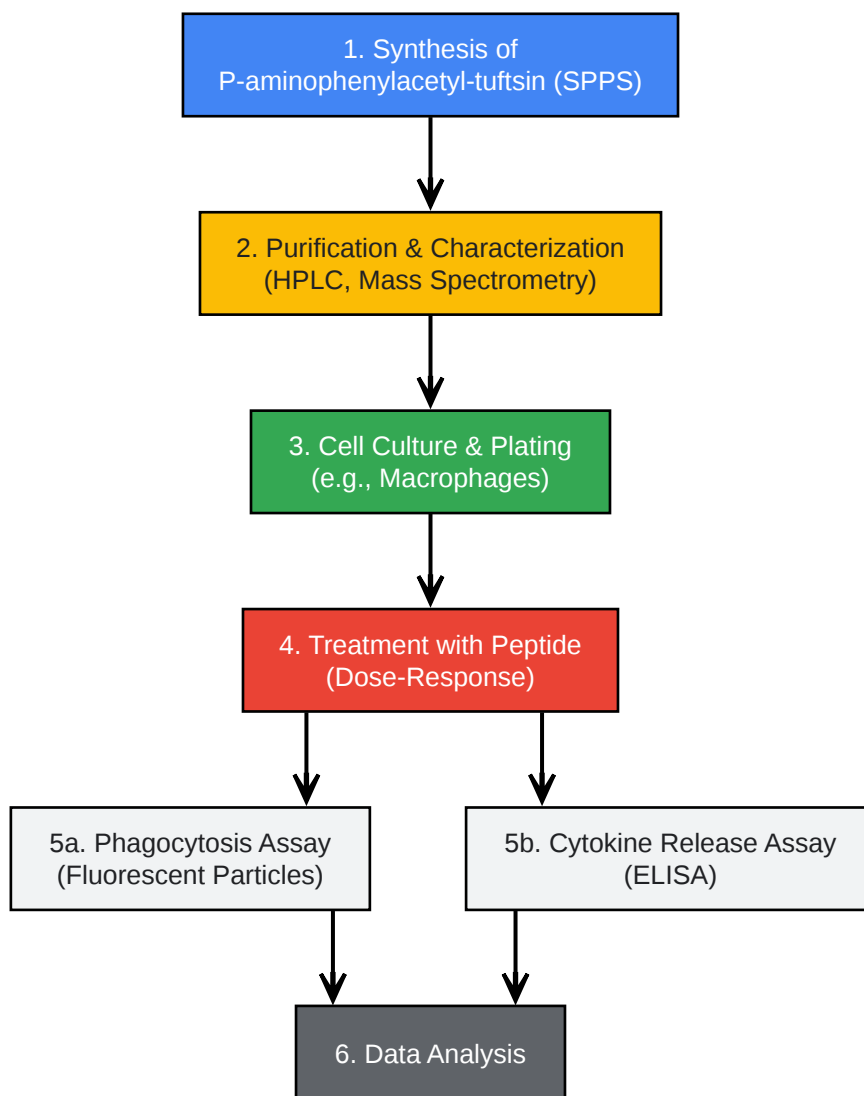 1. Synthesis of
P-aminophenylacetyl-tuftsin (SPPS)
2. Purification & Characterization
(HPLC, Mass Spectrometry)
3. Cell Culture & Plating
(e.g., Macrophages)
4. Treatment with Peptide
(Dose-Response)
5a. Phagocytosis Assay
(Fluorescent Particles)
5b. Cytokine Release Assay
(ELISA)
6. Data Analysis